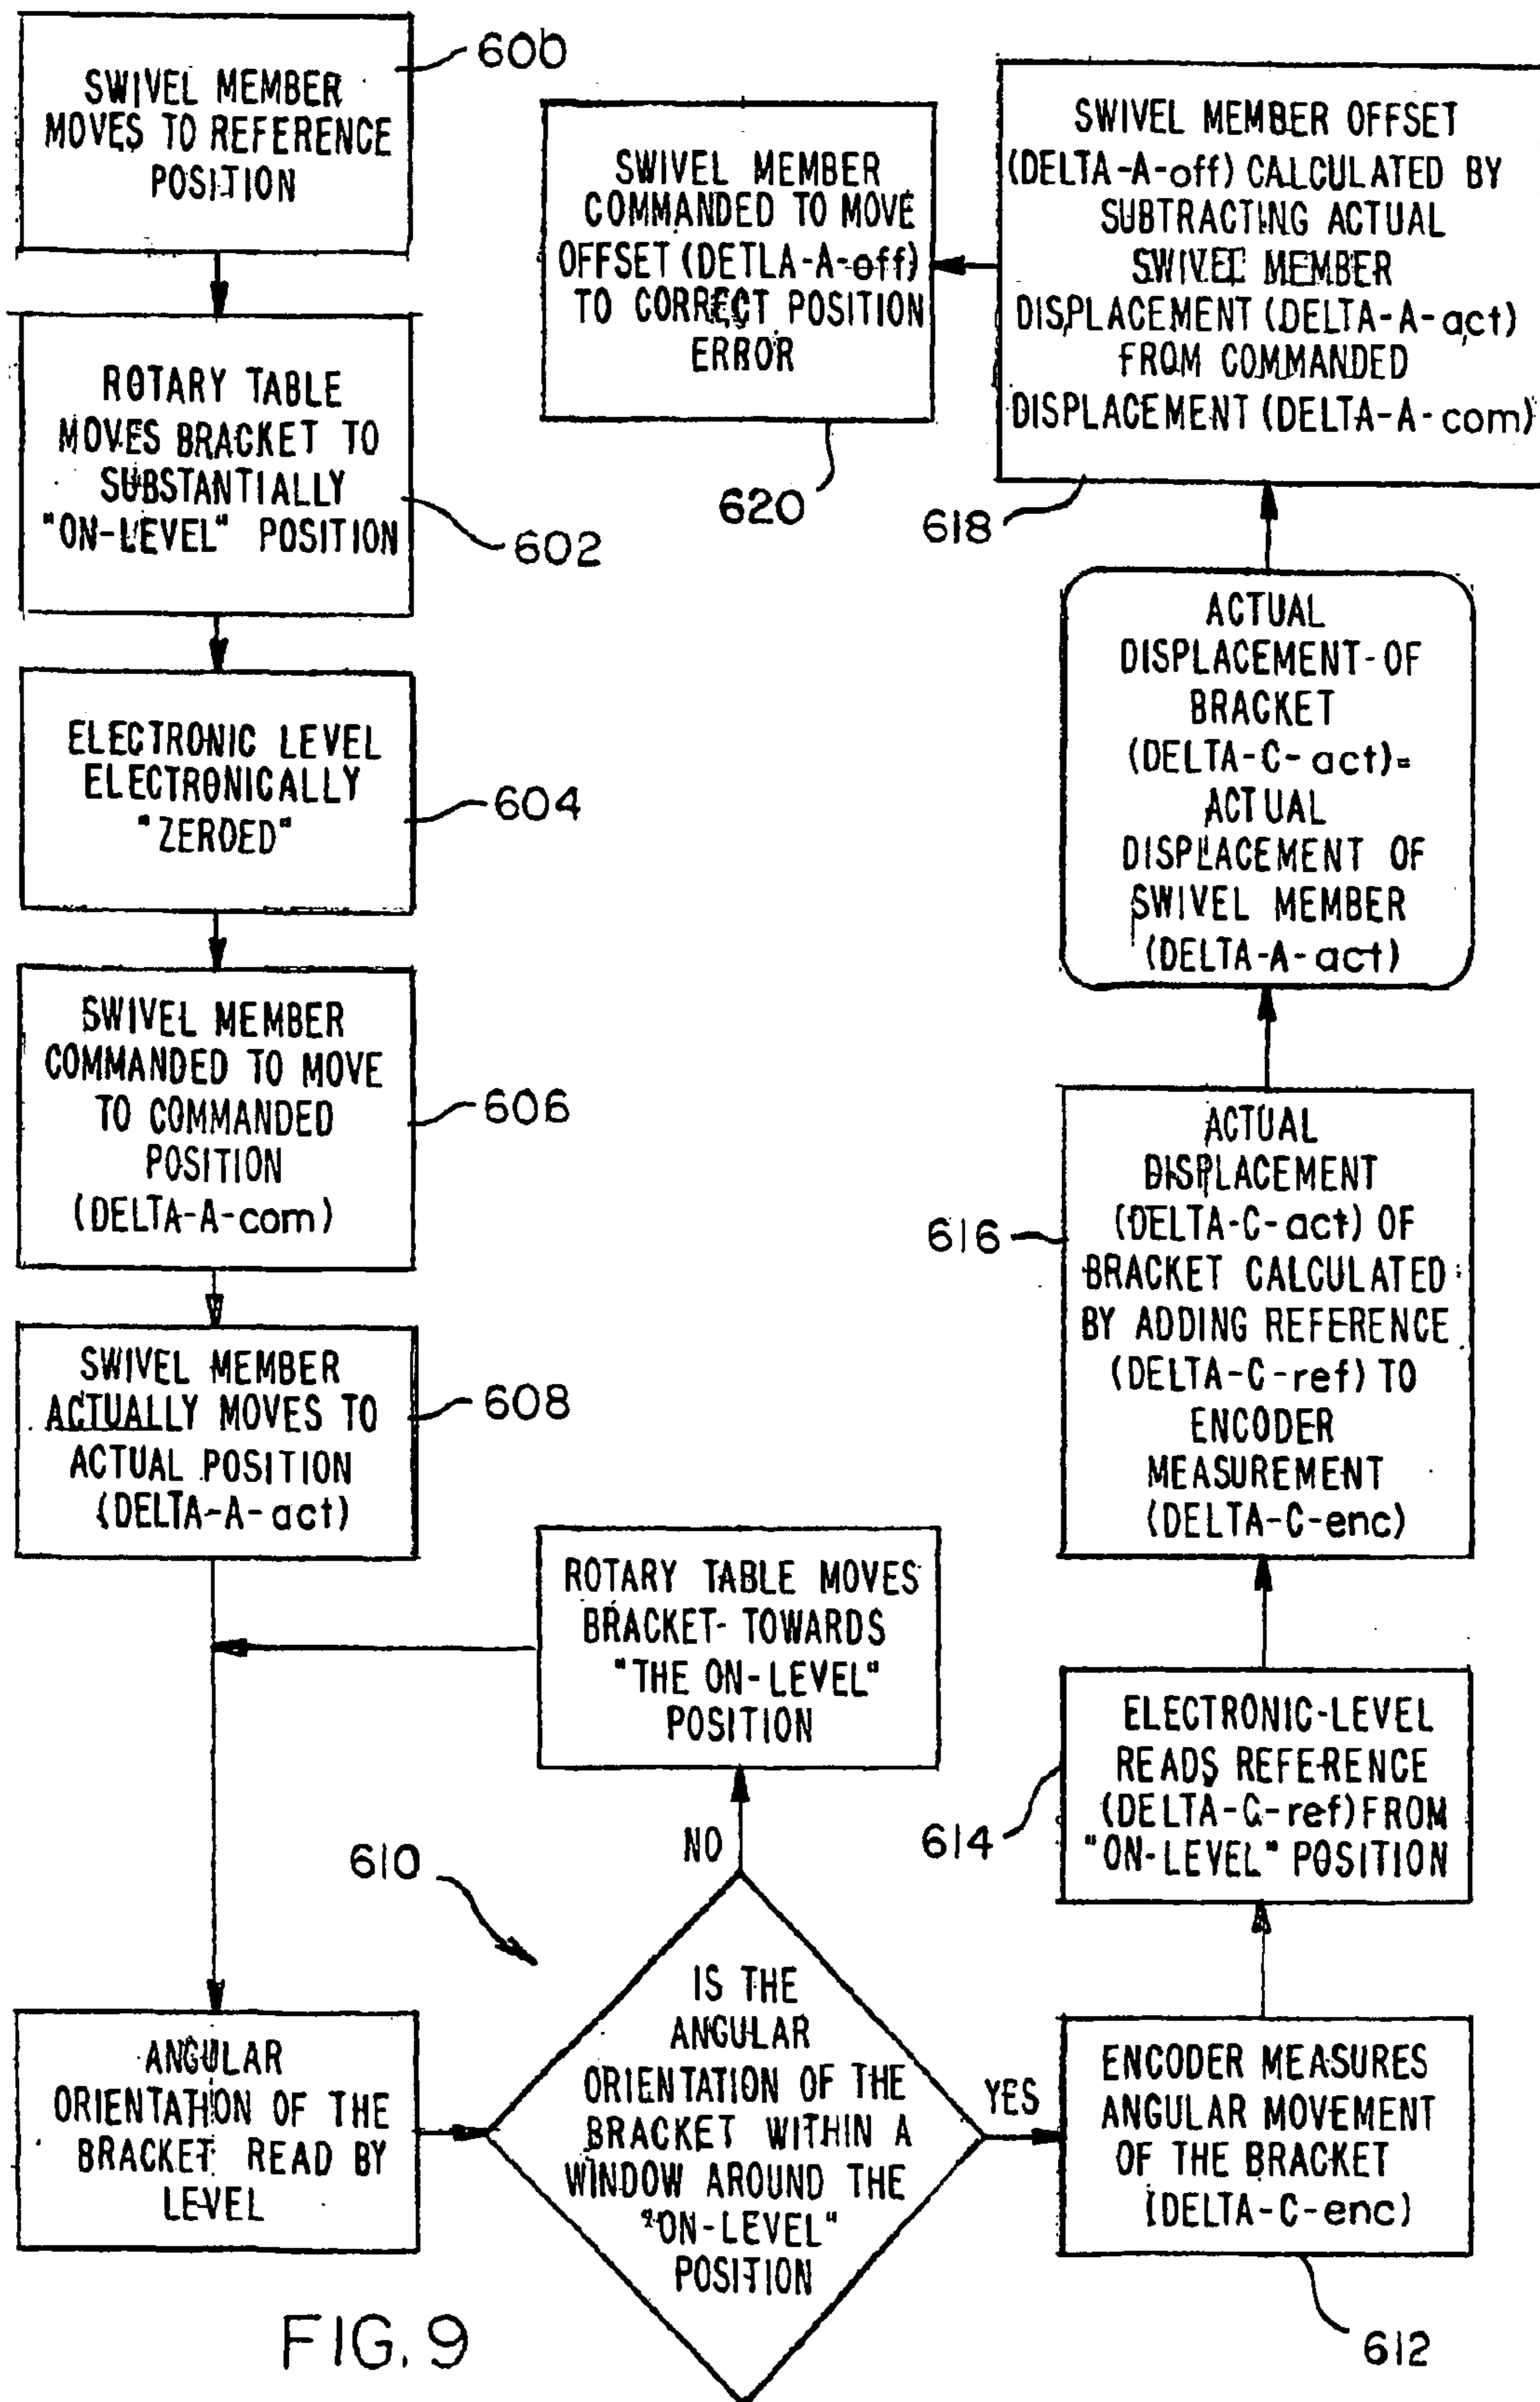 SWIVEL MEMBER
MOVES TO REFERENCE
POSITION
600
ROTARY TABLE
MOVES BRACKET TO
SUBSTANTIALLY
"ON-LEVEL" POSITION
602
ELECTRONIC LEVEL
ELECTRONICALLY
"ZEROED"
604
SWIVEL MEMBER
COMMANDED TO MOVE
TO COMMANDED
POSITION
(DELTA-A-com)
606
SWIVEL MEMBER
ACTUALLY MOVES TO
ACTUAL POSITION
(DELTA-A-act)
608
ANGULAR
ORIENTATION OF THE
BRACKET READ BY
LEVEL
610
IS THE
ANGULAR
ORIENTATION OF THE
BRACKET WITHIN A
WINDOW AROUND THE
"ON-LEVEL"
POSITION
NO
ROTARY TABLE MOVES
BRACKET- TOWARDS
"THE ON-LEVEL"
POSITION
YES
ENCODER MEASURES
ANGULAR MOVEMENT
OF THE BRACKET
(DELTA-C-enc)
612
ELECTRONIC-LEVEL
READS REFERENCE
(DELTA-C-ref) FROM
"ON-LEVEL" POSITION
614
ACTUAL
DISPLACEMENT
(DELTA-C-act) OF
BRACKET CALCULATED
BY ADDING REFERENCE
(DELTA-C-ref) TO
ENCODER
MEASUREMENT
(DELTA-C-enc)
616
ACTUAL
DISPLACEMENT-OF
BRACKET
(DELTA-C-act)=
ACTUAL
DISPLACEMENT OF
SWIVEL MEMBER
(DELTA-A-act)
SWIVEL MEMBER OFFSET
(DELTA-A-off) CALCULATED BY
SUBTRACTING ACTUAL
SWIVEL MEMBER
DISPLACEMENT (DELTA-A-act)
FROM COMMANDED
DISPLACEMENT (DELTA-A-com)
618
SWIVEL MEMBER
COMMANDED TO MOVE
OFFSET (DETLA-A-off)
TO CORRECT POSITION
ERROR
620
FIG. 9